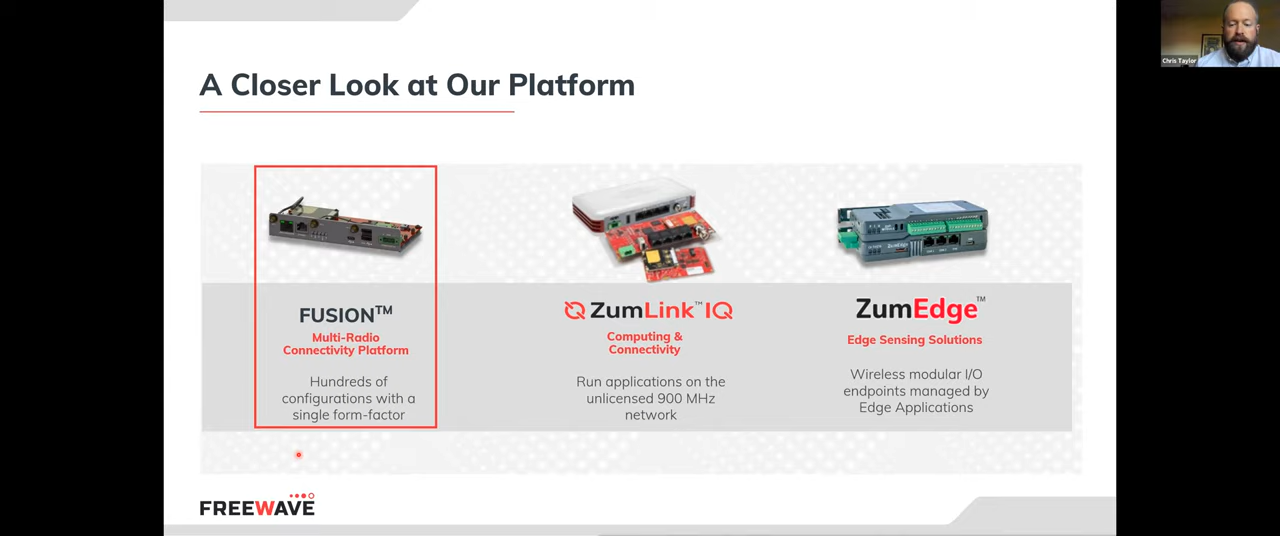 Chris Taylor
A Closer Look at Our Platform
FUSION™
Multi-Radio
Connectivity Platform
Hundreds of
configurations with a
single form-factor
ZumLink™IQ
Computing &
Connectivity
Run applications on the
unlicensed 900 MHz
network
ZumEdge™
Edge Sensing Solutions
Wireless modular I/O
endpoints managed by
Edge Applications
ZumEdge
FREEWAVE